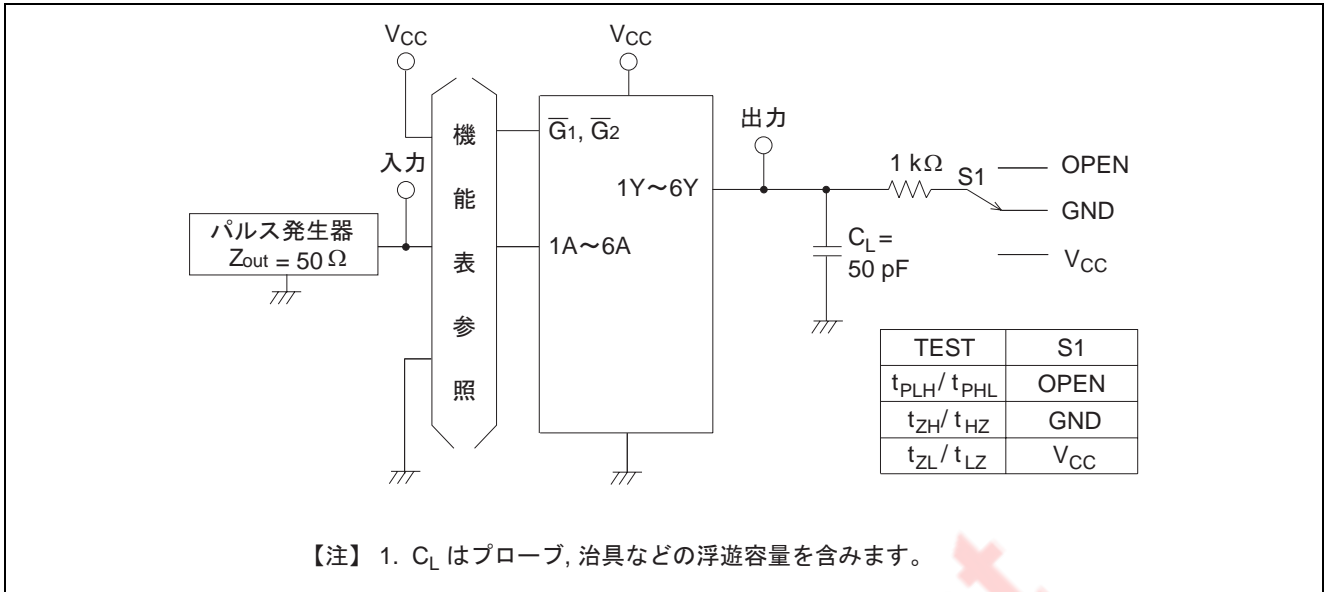 VCC
VCC
入力
機能表参照
G̅1, G̅2
1Y～6Y
1A～6A
出力
1 kΩ
S1
OPEN
GND
VCC
パルス発生器
Zout = 50 Ω
CL =
50 pF
TEST S1
tPLH / tPHL OPEN
tZH / tHZ GND
tZL / tLZ VCC
【注】 1. CL はプローブ, 治具などの浮遊容量を含みます。